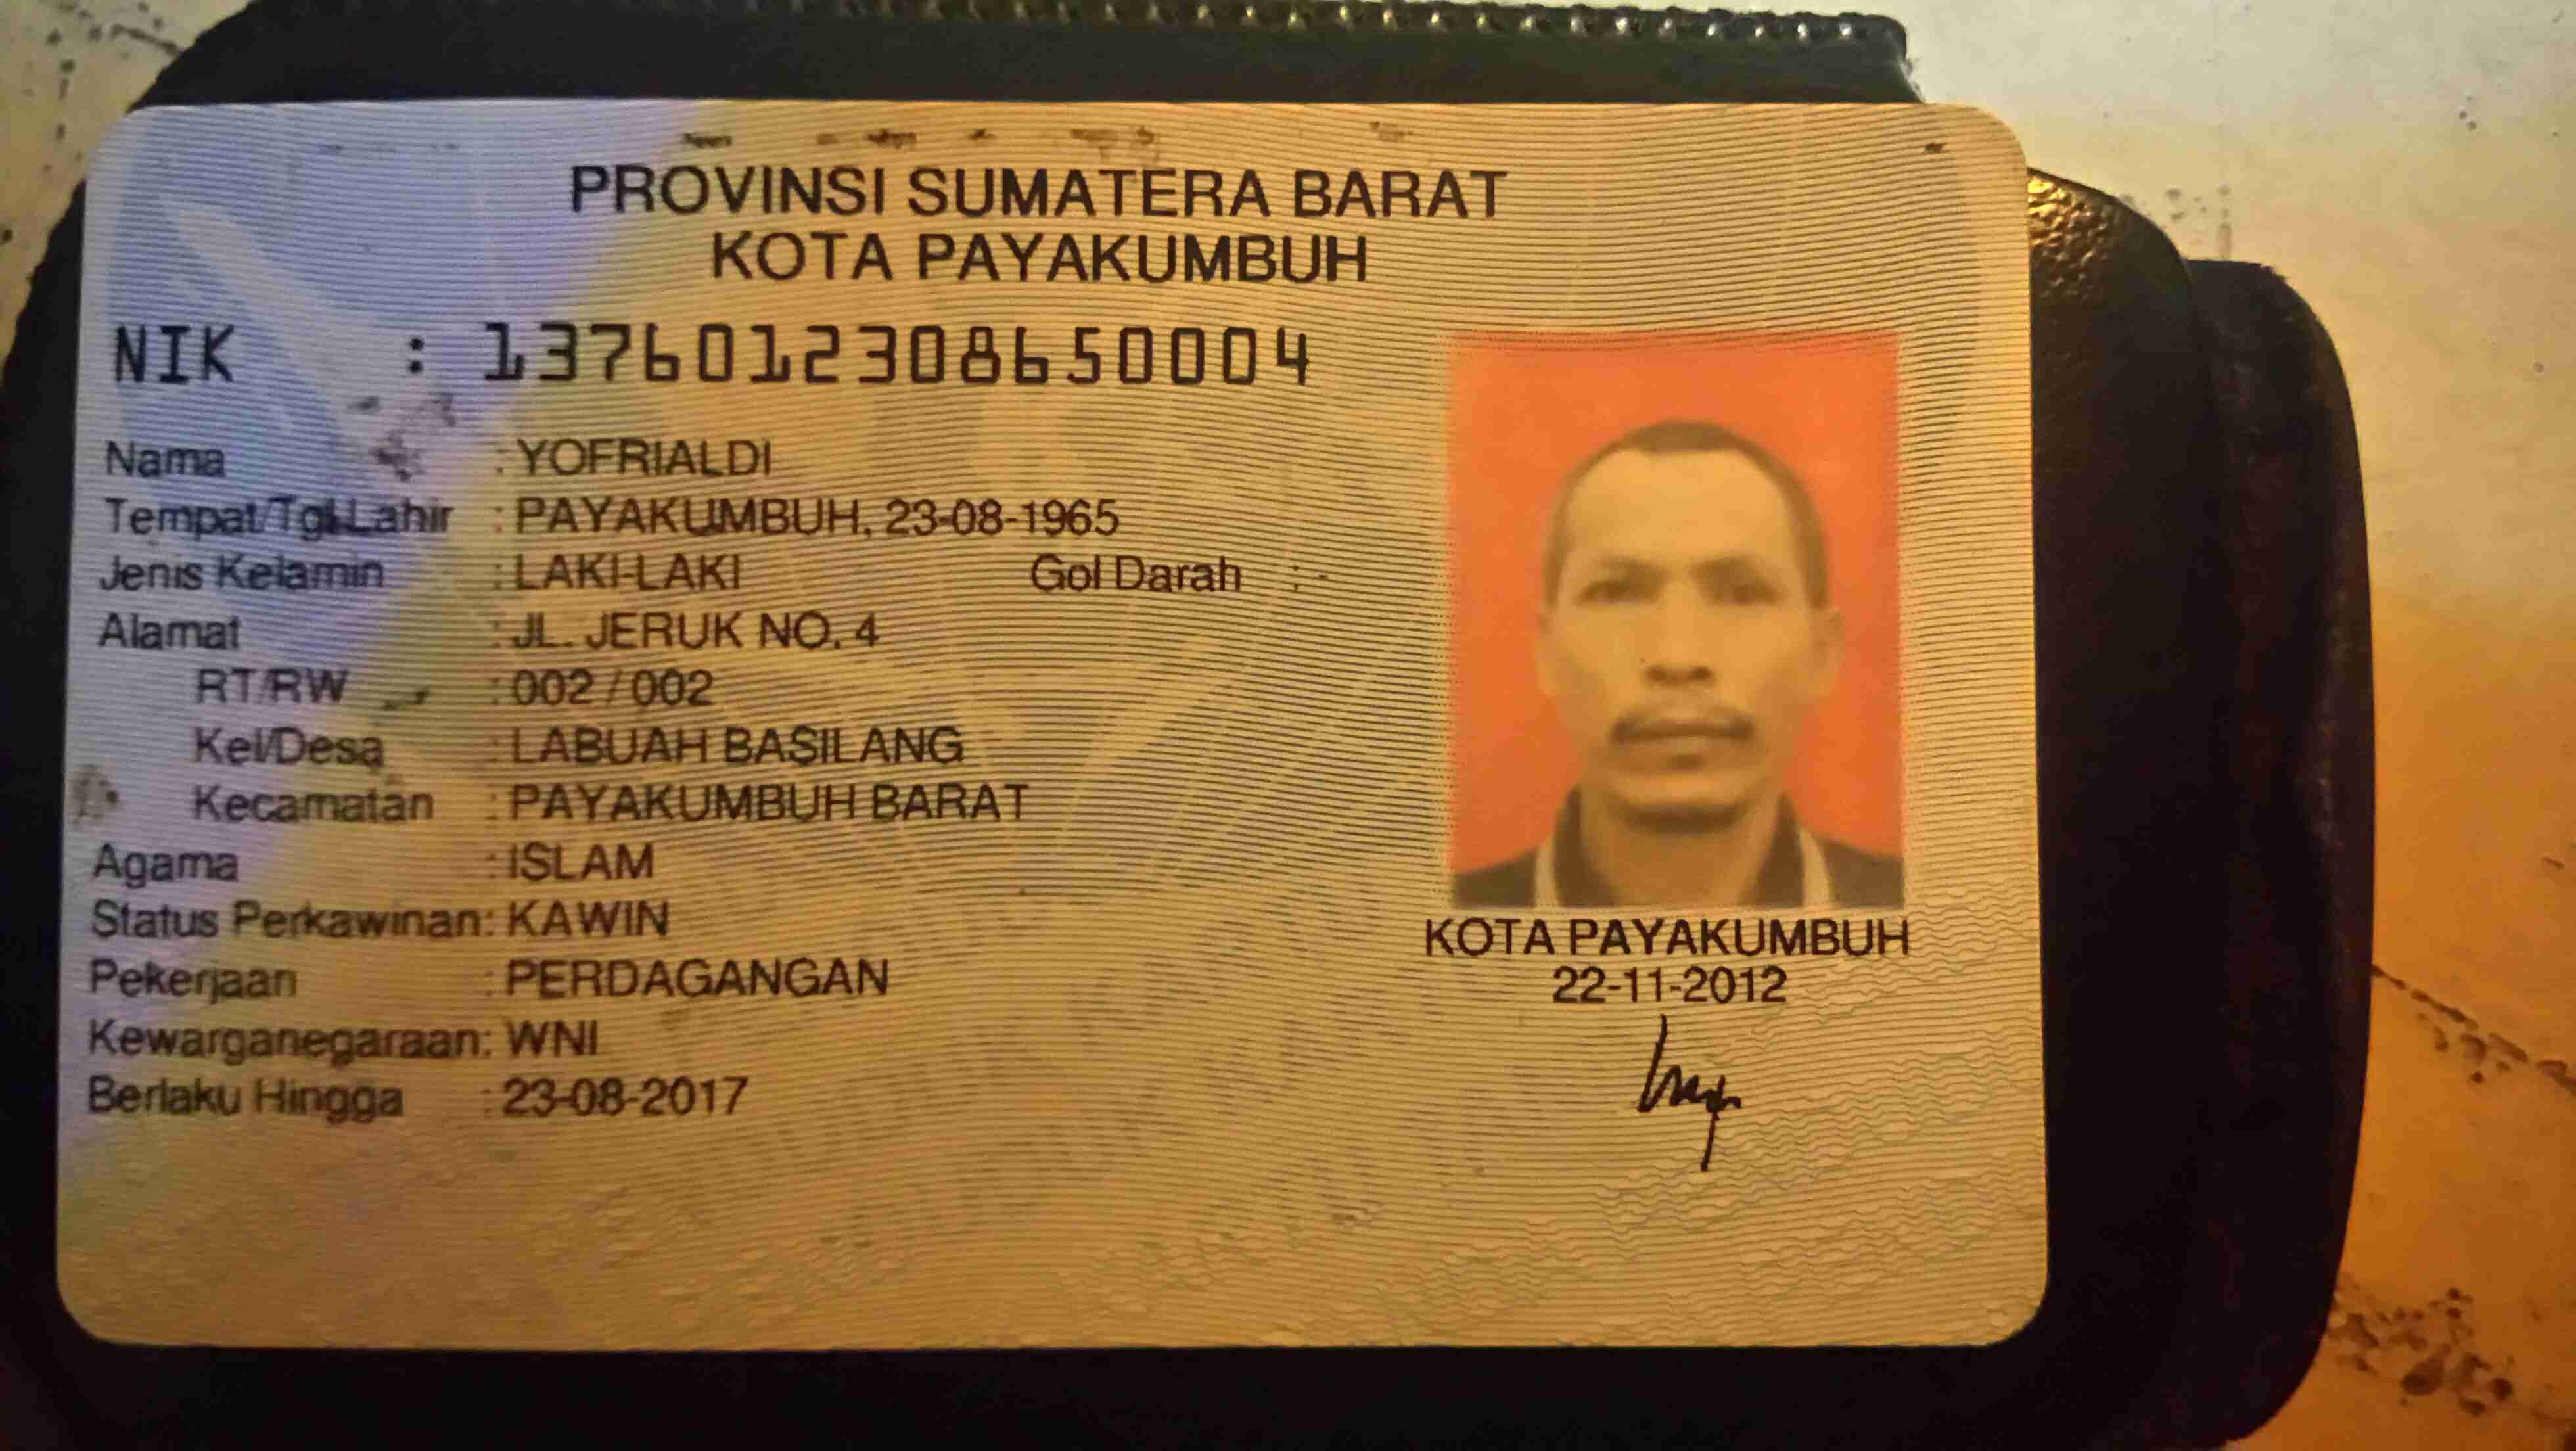 PROVINSI SUMATERA BARAT
KOTA PAYAKUMBUH
NIK : 1376012308650004
Nama : YOFRIALDI
Tempat/Tgl Lahir : PAYAKUMBUH, 23-08-1965
Jenis Kelamin : LAKI-LAKI Gol Darah : -
Alamat : JL. JERUK NO. 4
RT/RW : 002 / 002
Kel/Desa : LABUAH BASILANG
Kecamatan : PAYAKUMBUH BARAT
Agama : ISLAM
Status Perkawinan: KAWIN
Pekerjaan : PERDAGANGAN
Kewarganegaraan: WNI
Berlaku Hingga : 23-08-2017
KOTA PAYAKUMBUH
22-11-2012